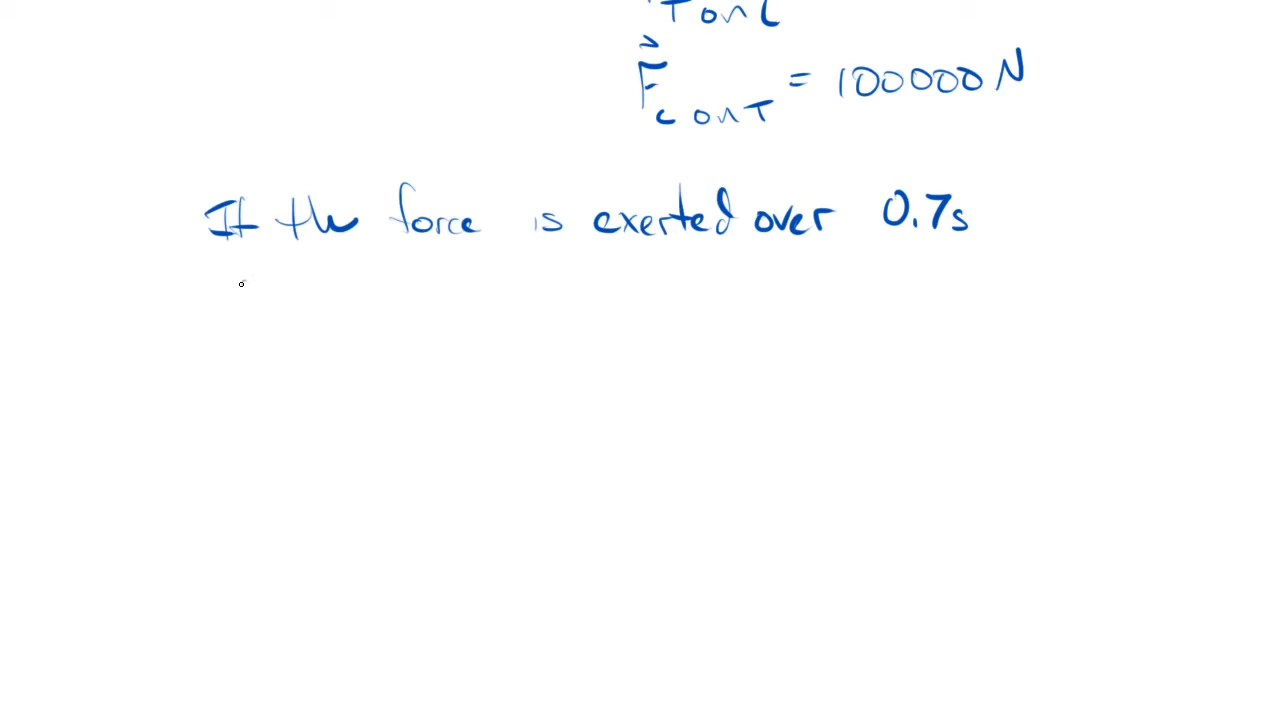 F⃗cont = 100000 N
If the force is exerted over 0.7s